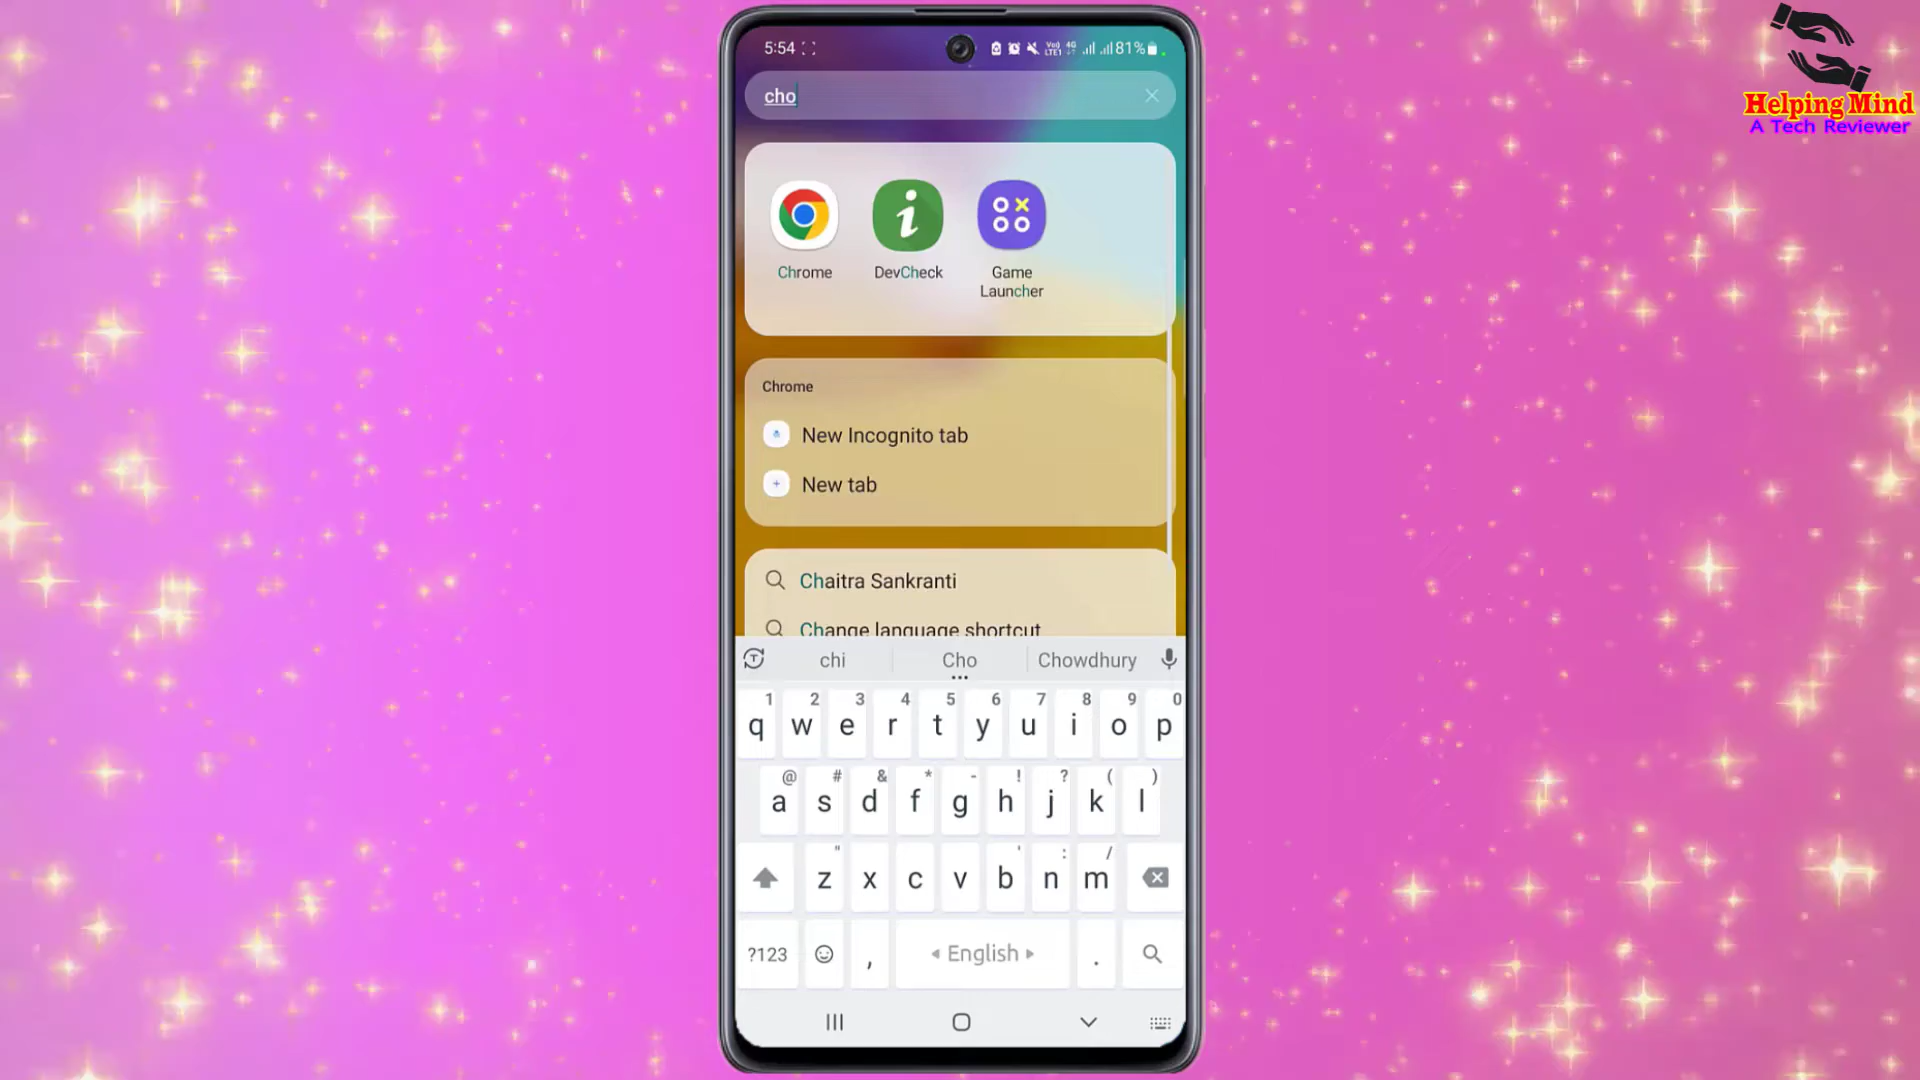 Helping Mind
A Tech Reviewer
5:54
VoLTE1 4G 81%
cho
Chrome
DevCheck
Game Launcher
Chrome
New Incognito tab
New tab
Chaitra Sankranti
Change language shortcut
chi Cho Chowdhury
1 2 3 4 5 6 7 8 9 0
q w e r t y u i o p
@ # & * - ! ? ( )
a s d f g h j k l
" ' : /
z x c v b n m
?123 , English .